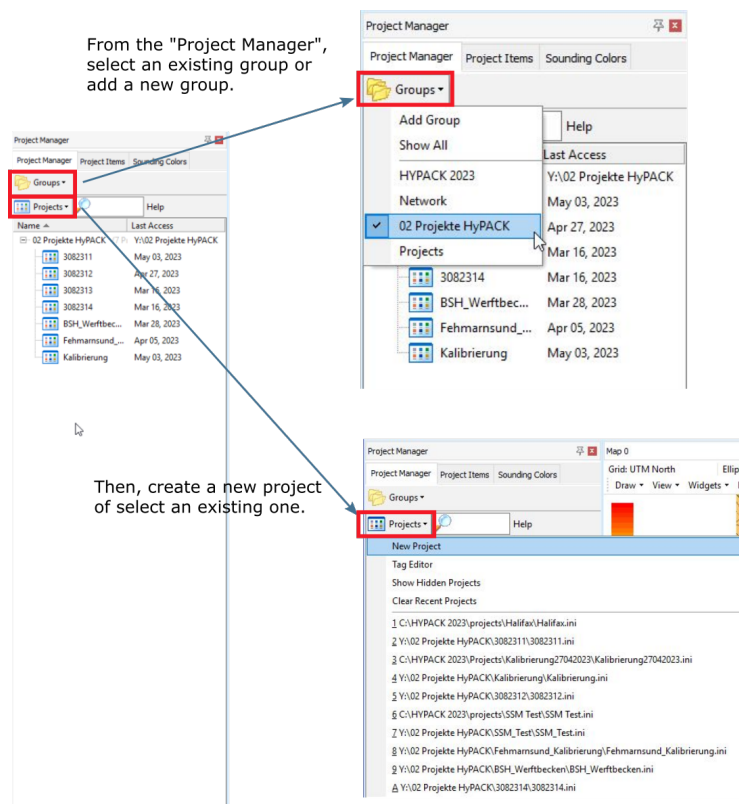 From the "Project Manager",
select an existing group or
add a new group.
Project Manager
Project Manager Project Items Sounding Colors
Groups
Projects Help
Name Last Access
02 Projekte HyPACK Y:\02 Projekte HyPACK
3082311 May 03, 2023
3082312 Apr 27, 2023
3082313 Mar 16, 2023
3082314 Mar 16, 2023
BSH_Werftbec... Mar 28, 2023
Fehmarnsund_... Apr 05, 2023
Kalibrierung May 03, 2023
Project Manager
Project Manager Project Items Sounding Colors
Groups
Add Group
Show All
HYPACK 2023
Network
02 Projekte HyPACK
Projects
Help
Last Access
Y:\02 Projekte HyPACK
May 03, 2023
Apr 27, 2023
Mar 16, 2023
3082314 Mar 16, 2023
BSH_Werftbec... Mar 28, 2023
Fehmarnsund_... Apr 05, 2023
Kalibrierung May 03, 2023
Then, create a new project
of select an existing one.
Project Manager
Project Manager Project Items Sounding Colors
Groups
Projects Help
Map 0
Grid: UTM North Ellip
Draw View Widgets
New Project
Tag Editor
Show Hidden Projects
Clear Recent Projects
1 C:\HYPACK 2023\projects\Halifax\Halifax.ini
2 Y:\02 Projekte HyPACK\3082311\3082311.ini
3 C:\HYPACK 2023\Projects\Kalibrierung27042023\Kalibrierung27042023.ini
4 Y:\02 Projekte HyPACK\Kalibrierung\Kalibrierung.ini
5 Y:\02 Projekte HyPACK\3082312\3082312.ini
6 C:\HYPACK 2023\projects\SSM Test\SSM Test.ini
7 Y:\02 Projekte HyPACK\SSM_Test\SSM_Test.ini
8 Y:\02 Projekte HyPACK\Fehmarnsund_Kalibrierung\Fehmarnsund_Kalibrierung.ini
9 Y:\02 Projekte HyPACK\BSH_Werftbecken\BSH_Werftbecken.ini
A Y:\02 Projekte HyPACK\3082314\3082314.ini